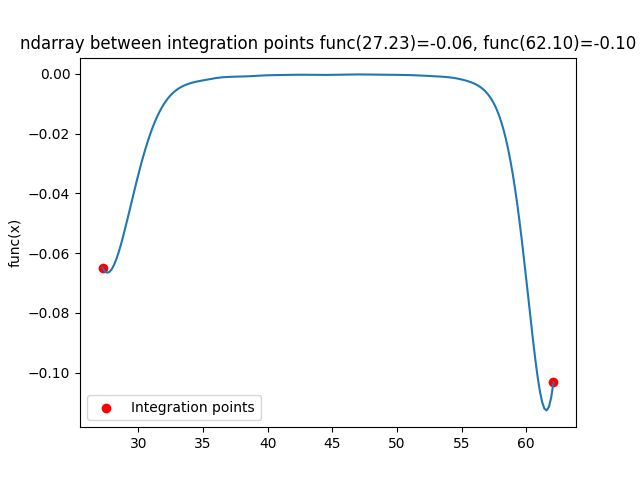 ndarray between integration points func(27.23)=-0.06, func(62.10)=-0.10
0.00
−0.02
−0.04
−0.06
−0.08
−0.10
func(x)
Integration points
30 35 40 45 50 55 60